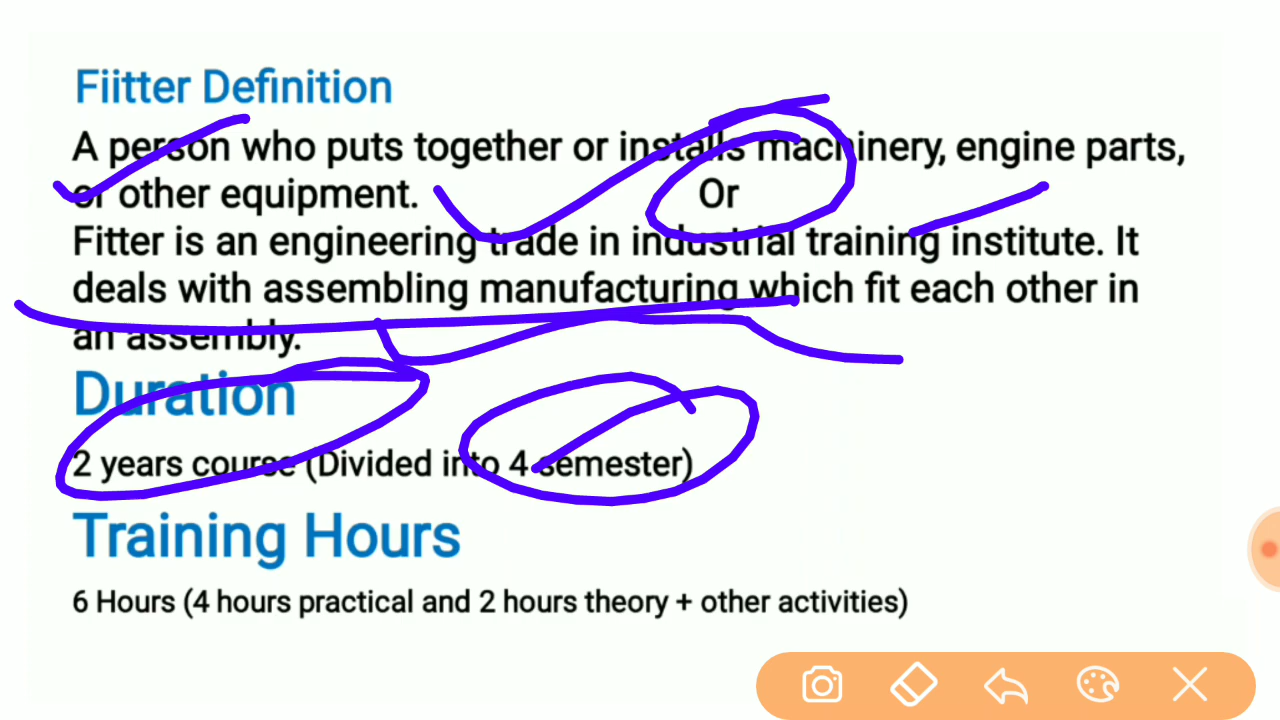 Fiitter Definition
A person who puts together or installs machinery, engine parts,
or other equipment. Or
Fitter is an engineering trade in industrial training institute. It
deals with assembling manufacturing which fit each other in
an assembly.
Duration
2 years course (Divided into 4 semester)
Training Hours
6 Hours (4 hours practical and 2 hours theory + other activities)